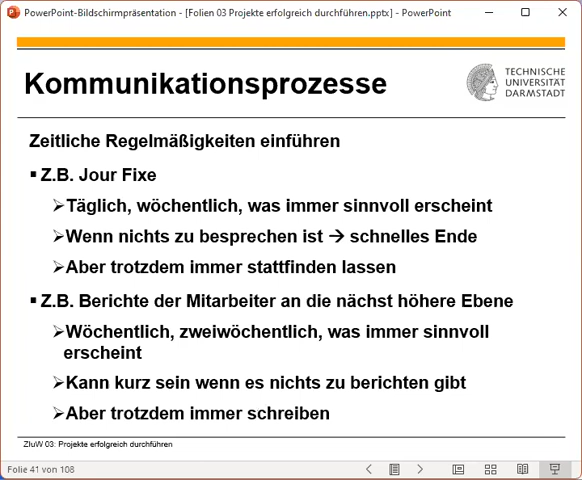 PowerPoint-Bildschirmpräsentation - [Folien 03 Projekte erfolgreich durchführen.pptx] - PowerPoint
Kommunikationsprozesse
TECHNISCHE
UNIVERSITÄT
DARMSTADT
Zeitliche Regelmäßigkeiten einführen
▪ Z.B. Jour Fixe
➢Täglich, wöchentlich, was immer sinnvoll erscheint
➢Wenn nichts zu besprechen ist → schnelles Ende
➢Aber trotzdem immer stattfinden lassen
▪ Z.B. Berichte der Mitarbeiter an die nächst höhere Ebene
➢Wöchentlich, zweiwöchentlich, was immer sinnvoll
erscheint
➢Kann kurz sein wenn es nichts zu berichten gibt
➢Aber trotzdem immer schreiben
ZIuW 03: Projekte erfolgreich durchführen
Folie 41 von 108